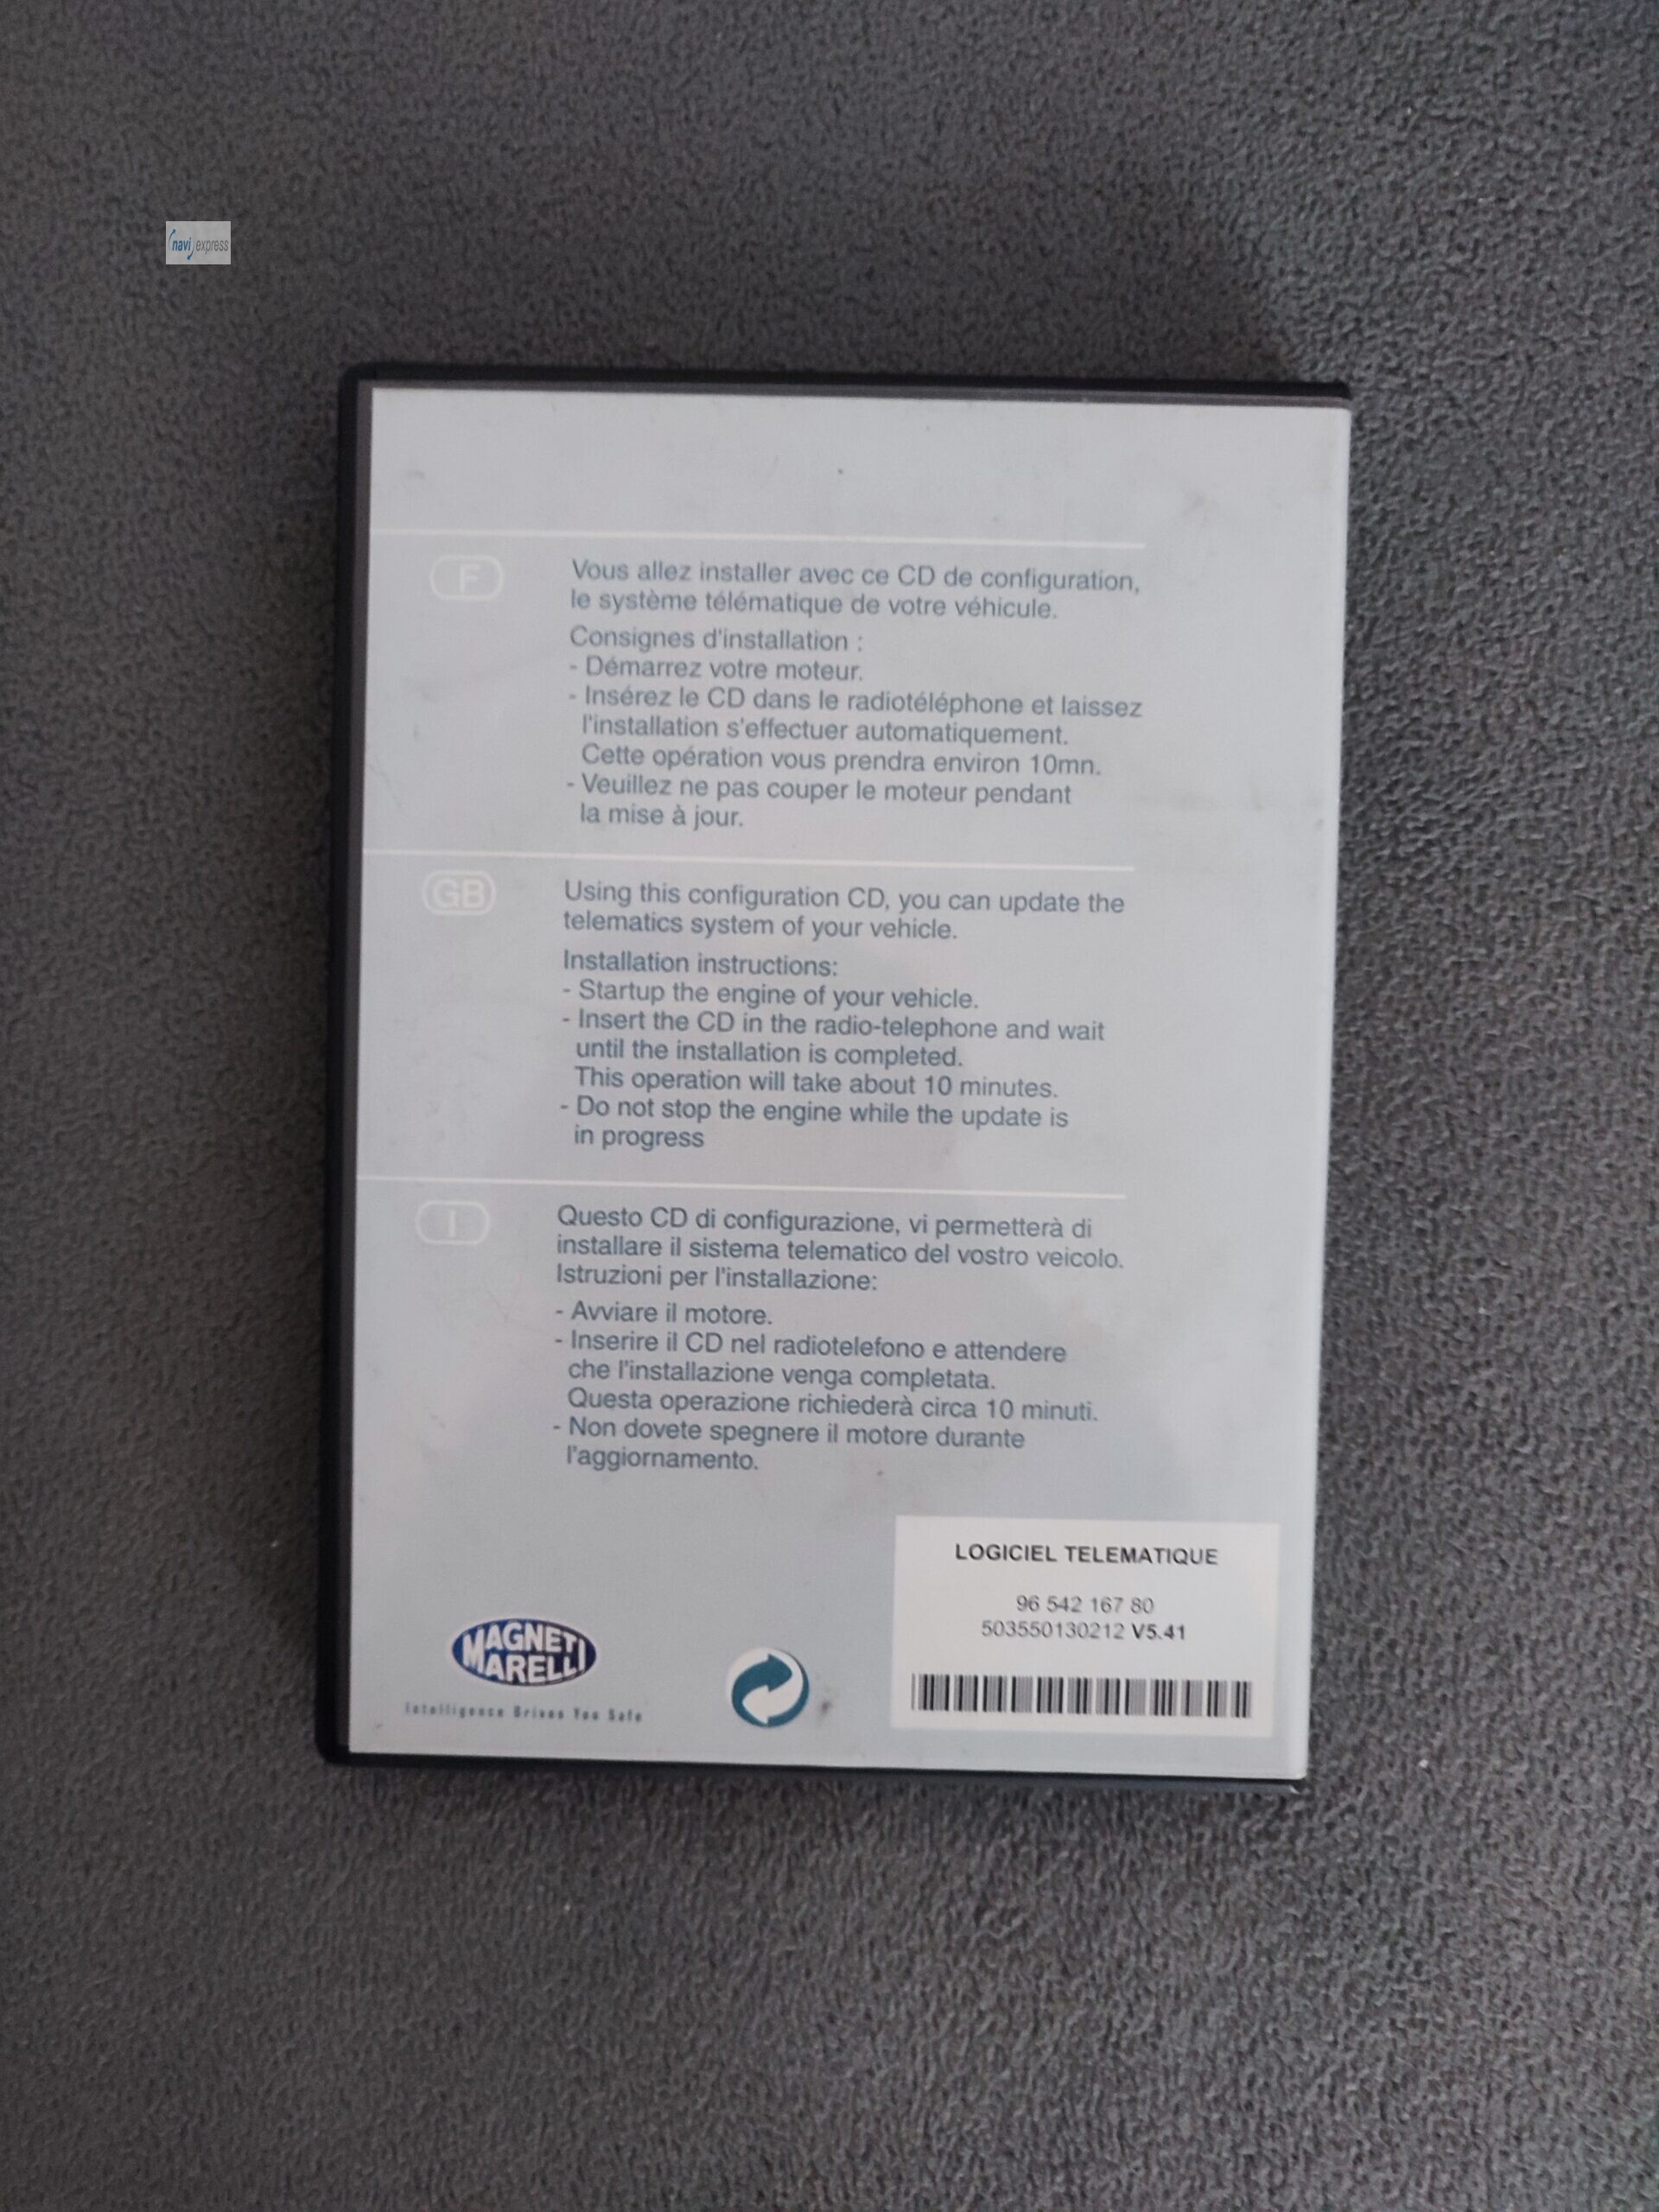 navi express
F
Vous allez installer avec ce CD de configuration,
le système télématique de votre véhicule.
Consignes d'installation :
- Démarrez votre moteur.
- Insérez le CD dans le radiotéléphone et laissez
l'installation s'effectuer automatiquement.
Cette opération vous prendra environ 10mn.
- Veuillez ne pas couper le moteur pendant
la mise à jour.
GB
Using this configuration CD, you can update the
telematics system of your vehicle.
Installation instructions:
- Startup the engine of your vehicle.
- Insert the CD in the radio-telephone and wait
until the installation is completed.
This operation will take about 10 minutes.
- Do not stop the engine while the update is
in progress
I
Questo CD di configurazione, vi permetterà di
installare il sistema telematico del vostro veicolo.
Istruzioni per l'installazione:
- Avviare il motore.
- Inserire il CD nel radiotelefono e attendere
che l'installazione venga completata.
Questa operazione richiederà circa 10 minuti.
- Non dovete spegnere il motore durante
l'aggiornamento.
LOGICIEL TELEMATIQUE
96 542 167 80
503550130212 V5.41
MAGNETI
MARELLI
Intelligence Drives You Safe